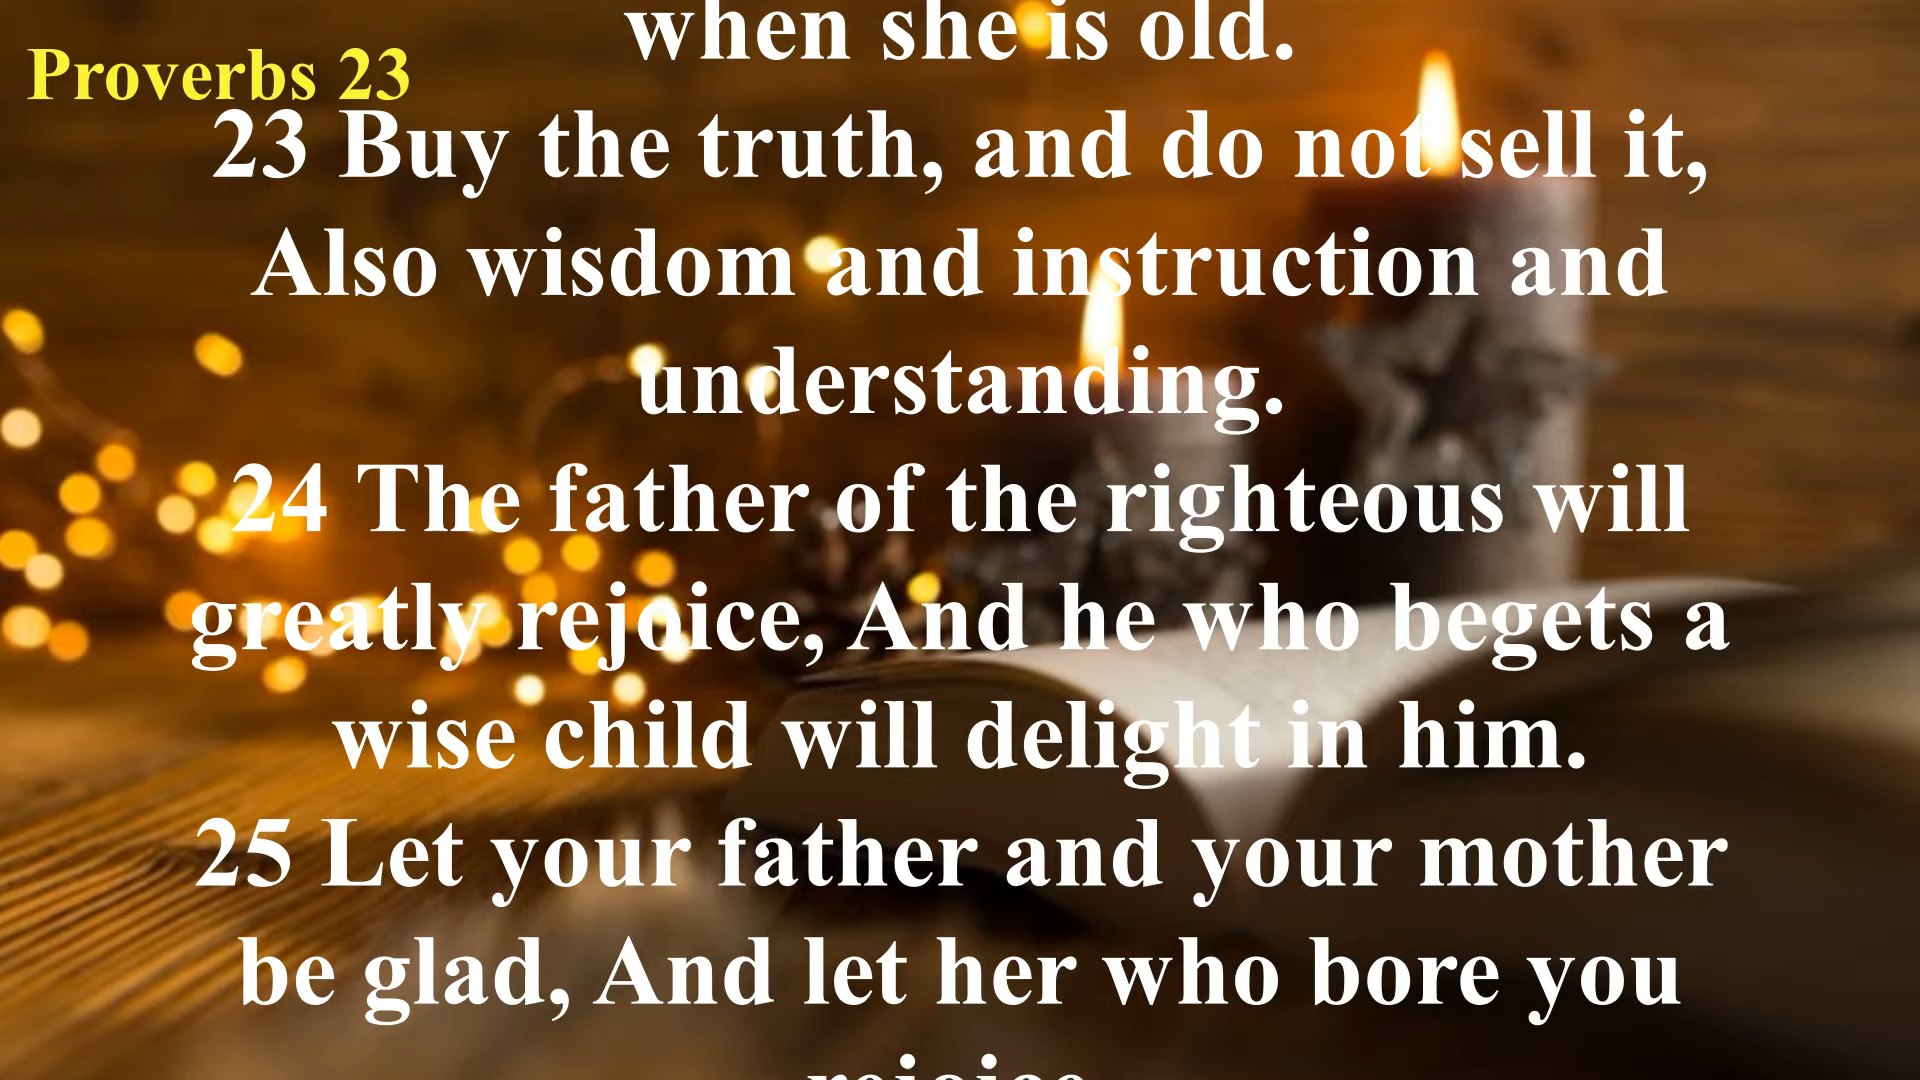 when she is old.
Proverbs 23
23 Buy the truth, and do not sell it,
Also wisdom and instruction and
understanding.
24 The father of the righteous will
greatly rejoice, And he who begets a
wise child will delight in him.
25 Let your father and your mother
be glad, And let her who bore you
rejoice